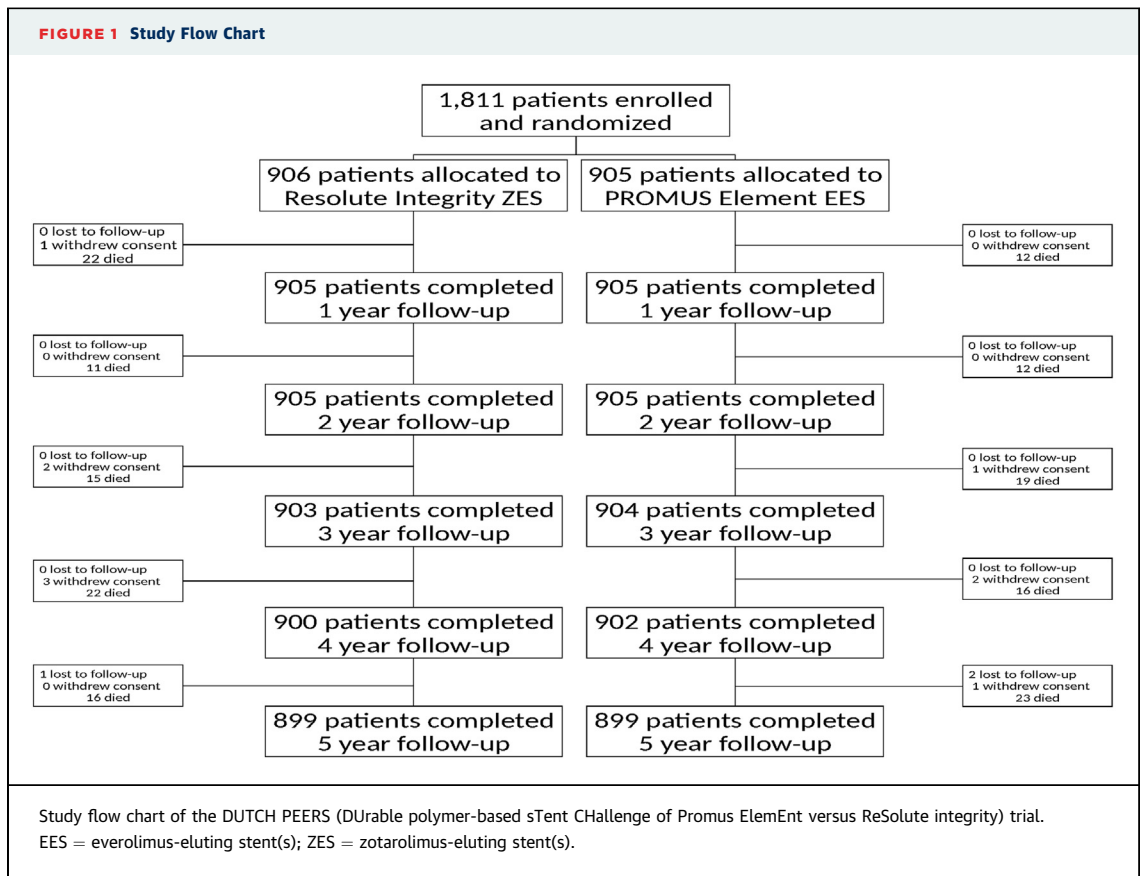 FIGURE 1 Study Flow Chart
1,811 patients enrolled
and randomized
906 patients allocated to
Resolute Integrity ZES
905 patients allocated to
PROMUS Element EES
0 lost to follow-up
1 withdrew consent
22 died
0 lost to follow-up
0 withdrew consent
12 died
905 patients completed
1 year follow-up
905 patients completed
1 year follow-up
0 lost to follow-up
0 withdrew consent
11 died
0 lost to follow-up
0 withdrew consent
12 died
905 patients completed
2 year follow-up
905 patients completed
2 year follow-up
0 lost to follow-up
2 withdrew consent
15 died
0 lost to follow-up
1 withdrew consent
19 died
903 patients completed
3 year follow-up
904 patients completed
3 year follow-up
0 lost to follow-up
3 withdrew consent
22 died
0 lost to follow-up
2 withdrew consent
16 died
900 patients completed
4 year follow-up
902 patients completed
4 year follow-up
1 lost to follow-up
0 withdrew consent
16 died
2 lost to follow-up
1 withdrew consent
23 died
899 patients completed
5 year follow-up
899 patients completed
5 year follow-up
Study flow chart of the DUTCH PEERS (DUrable polymer-based sTent CHallenge of Promus ElemEnt versus ReSolute integrity) trial.
EES = everolimus-eluting stent(s); ZES = zotarolimus-eluting stent(s).